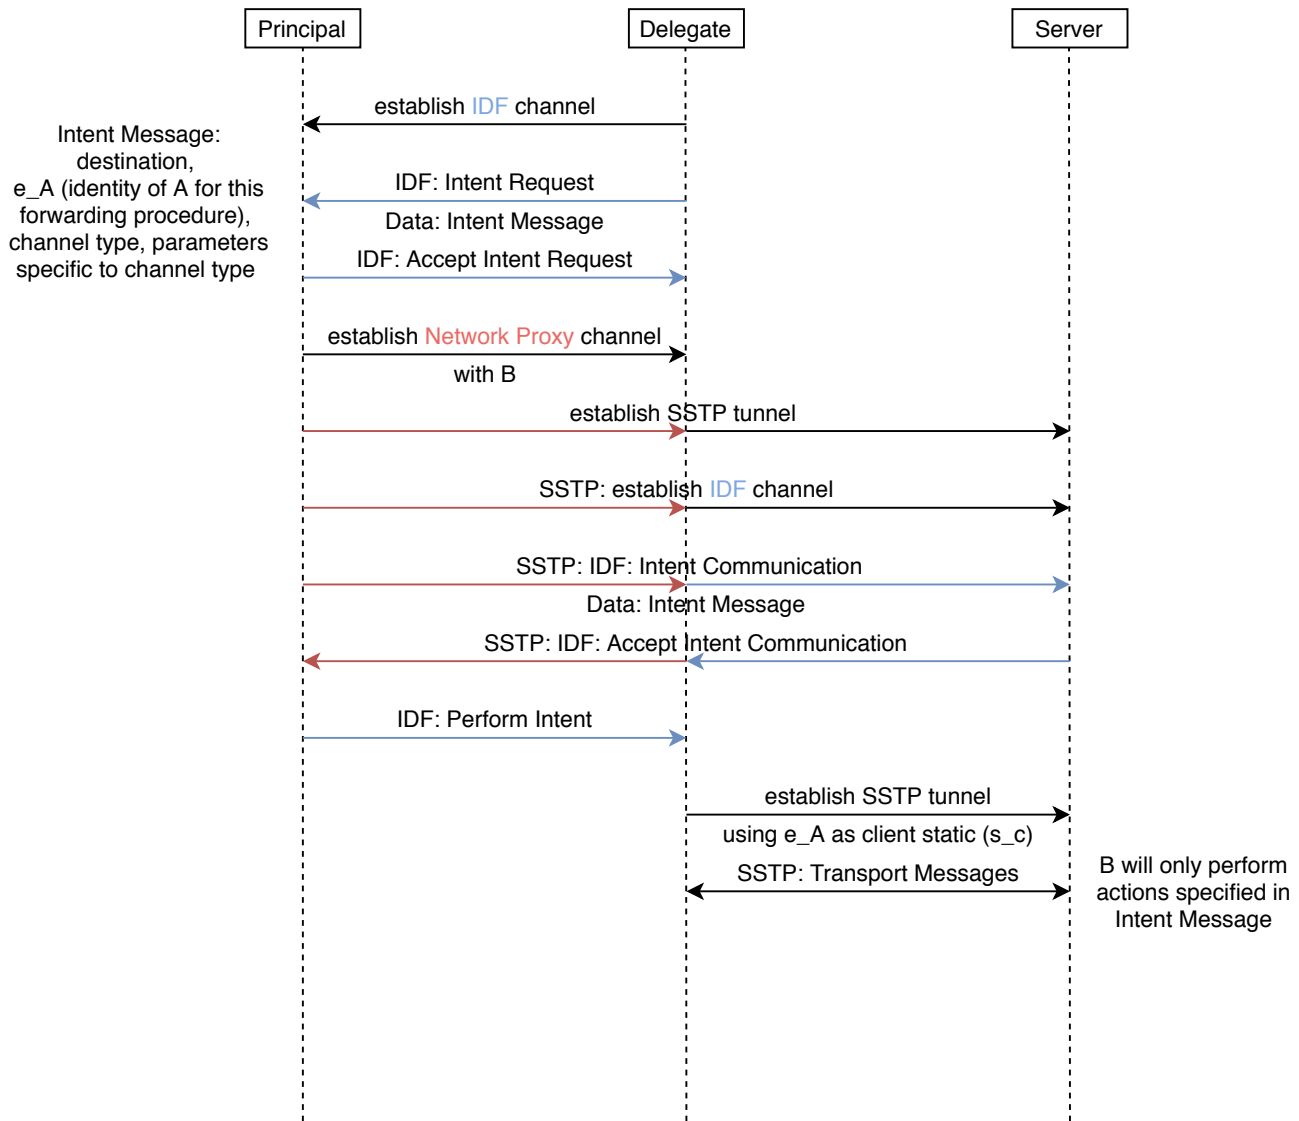 Principal
Delegate
Server
establish IDF channel
Intent Message:
destination,
e_A (identity of A for this
forwarding procedure),
channel type, parameters
specific to channel type
IDF: Intent Request
Data: Intent Message
IDF: Accept Intent Request
establish Network Proxy channel
with B
establish SSTP tunnel
SSTP: establish IDF channel
SSTP: IDF: Intent Communication
Data: Intent Message
SSTP: IDF: Accept Intent Communication
IDF: Perform Intent
establish SSTP tunnel
using e_A as client static (s_c)
SSTP: Transport Messages
B will only perform
actions specified in
Intent Message